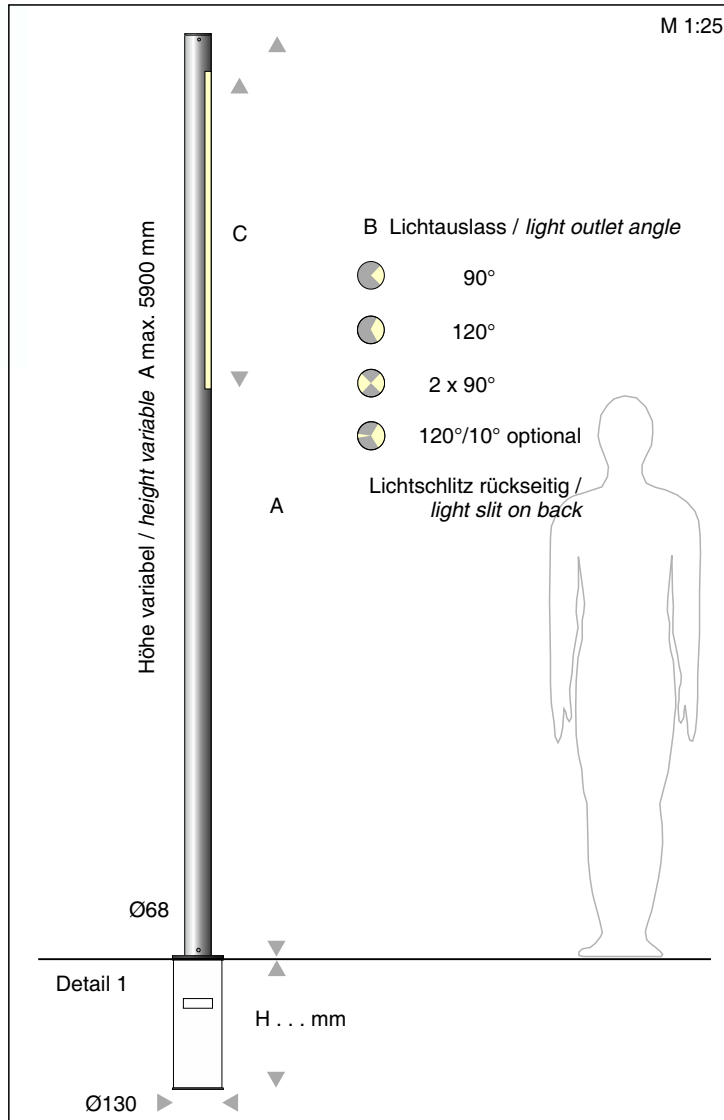 M 1:25
Höhe variabel / height variable A max. 5900 mm
C
B Lichtauslass / light outlet angle
90°
120°
2 x 90°
120°/10° optional
Lichtschlitz rückseitig /
light slit on back
A
Ø68
Detail 1
H . . . mm
Ø130